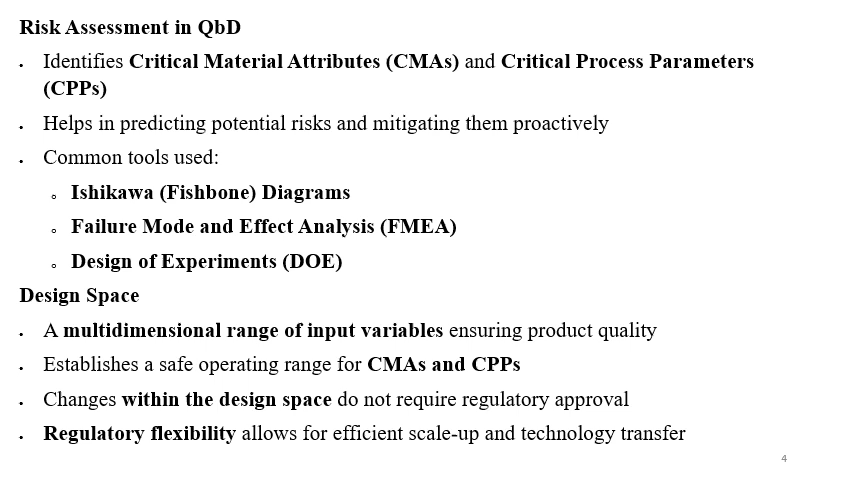 Risk Assessment in QbD
• Identifies Critical Material Attributes (CMAs) and Critical Process Parameters
(CPPs)
• Helps in predicting potential risks and mitigating them proactively
• Common tools used:
o Ishikawa (Fishbone) Diagrams
o Failure Mode and Effect Analysis (FMEA)
o Design of Experiments (DOE)
Design Space
• A multidimensional range of input variables ensuring product quality
• Establishes a safe operating range for CMAs and CPPs
• Changes within the design space do not require regulatory approval
• Regulatory flexibility allows for efficient scale-up and technology transfer
4